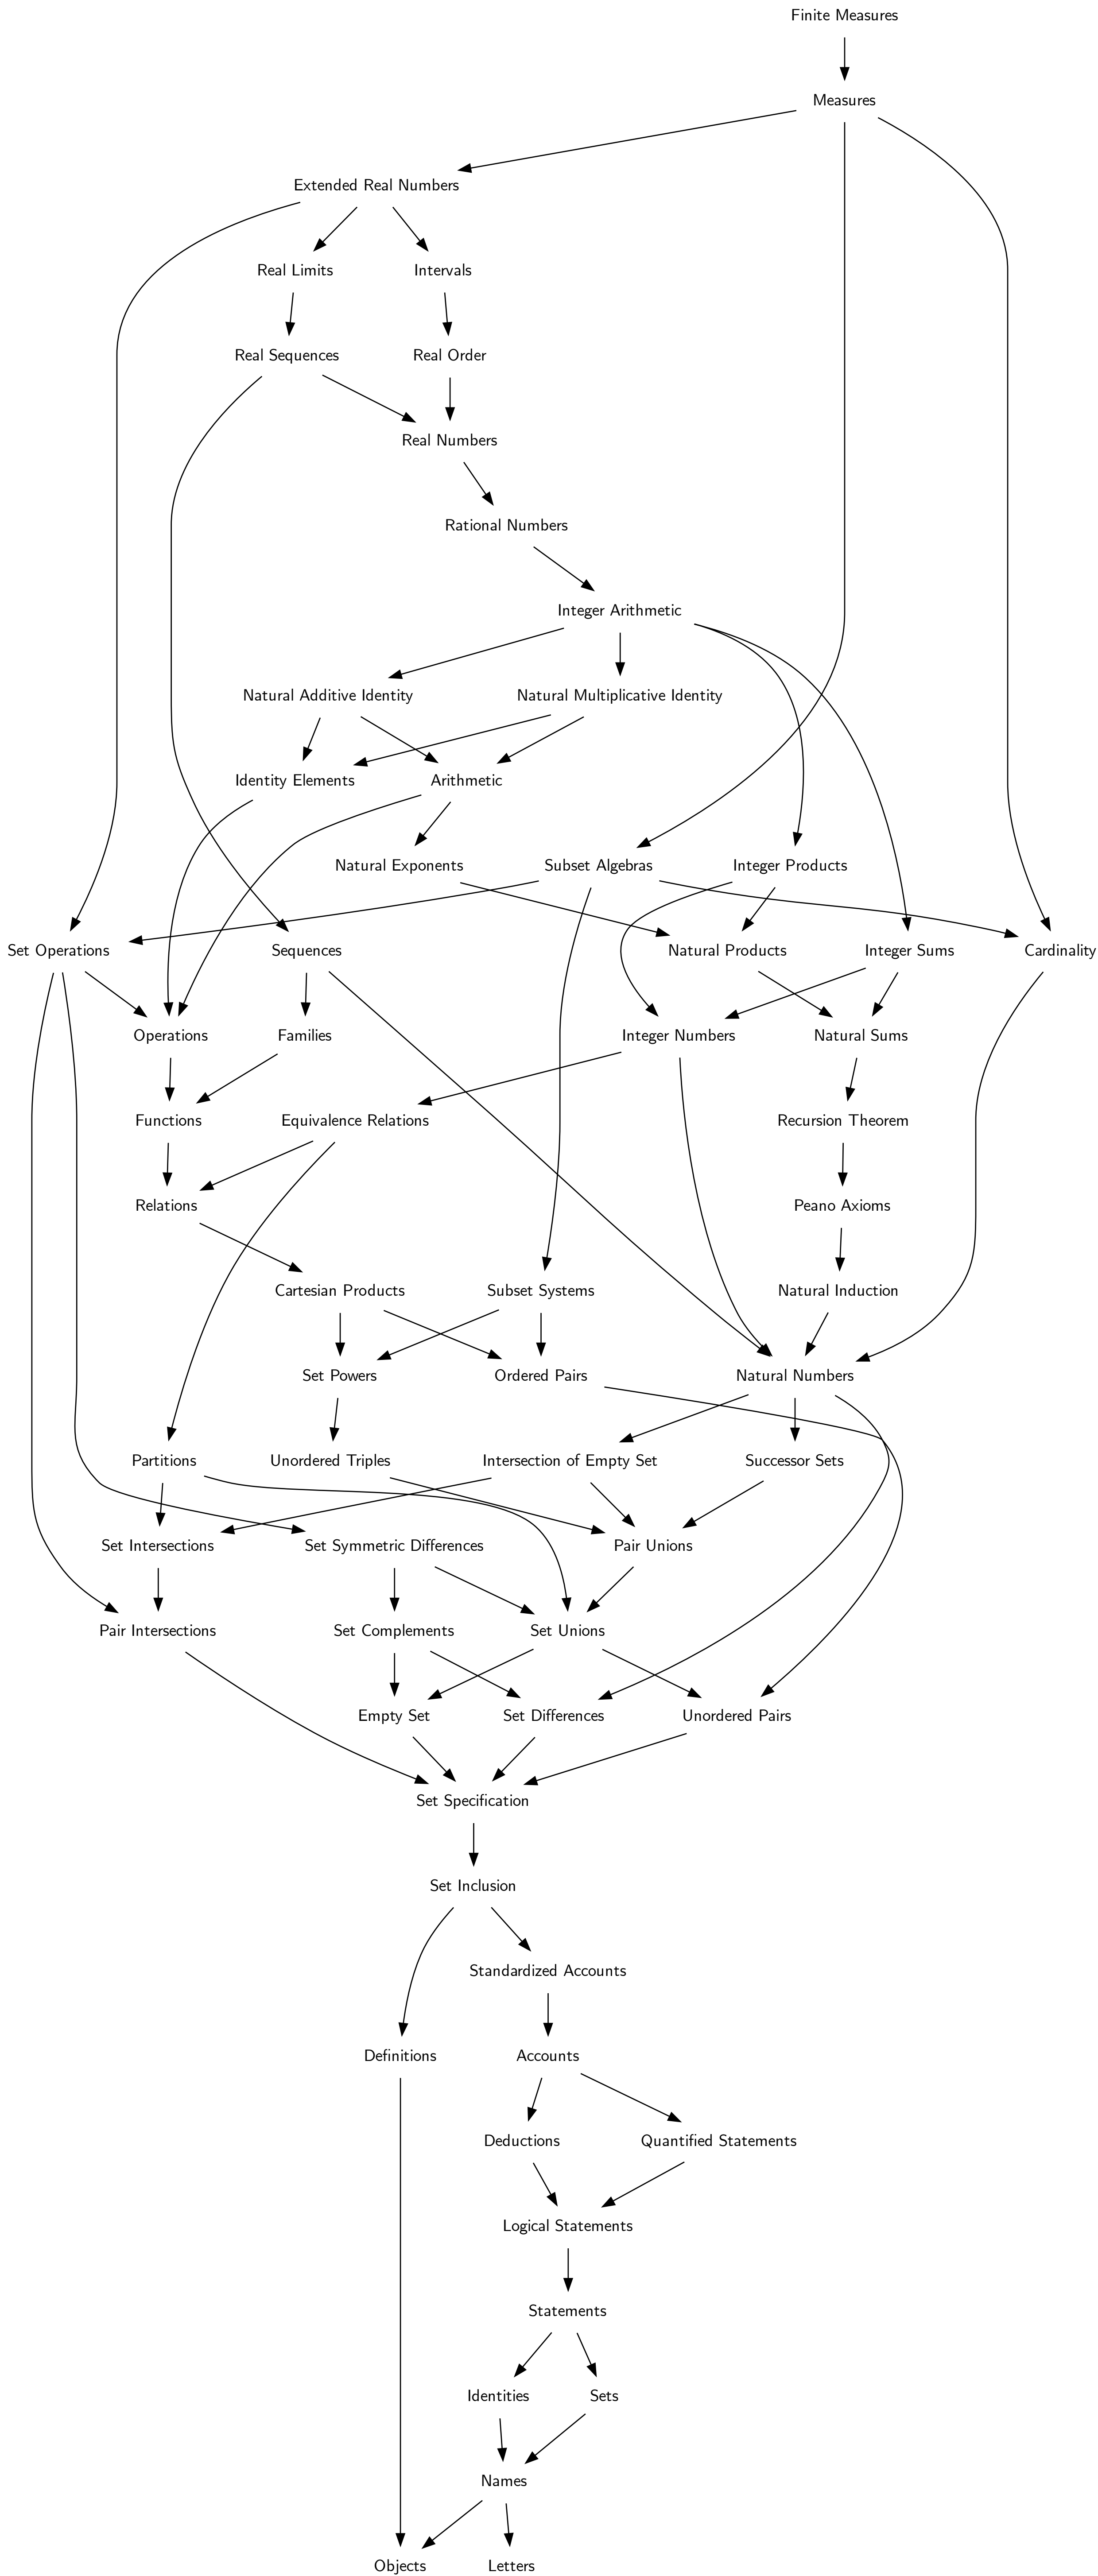 Finite Measures
Measures
Extended Real Numbers
Real Limits
Intervals
Real Sequences
Real Order
Real Numbers
Rational Numbers
Integer Arithmetic
Natural Additive Identity
Natural Multiplicative Identity
Identity Elements
Arithmetic
Natural Exponents
Subset Algebras
Integer Products
Set Operations
Sequences
Natural Products
Integer Sums
Cardinality
Operations
Families
Integer Numbers
Natural Sums
Functions
Equivalence Relations
Recursion Theorem
Relations
Peano Axioms
Cartesian Products
Subset Systems
Natural Induction
Set Powers
Ordered Pairs
Natural Numbers
Partitions
Unordered Triples
Intersection of Empty Set
Successor Sets
Set Intersections
Set Symmetric Differences
Pair Unions
Pair Intersections
Set Complements
Set Unions
Empty Set
Set Differences
Unordered Pairs
Set Specification
Set Inclusion
Standardized Accounts
Definitions
Accounts
Deductions
Quantified Statements
Logical Statements
Statements
Identities
Sets
Names
Objects
Letters